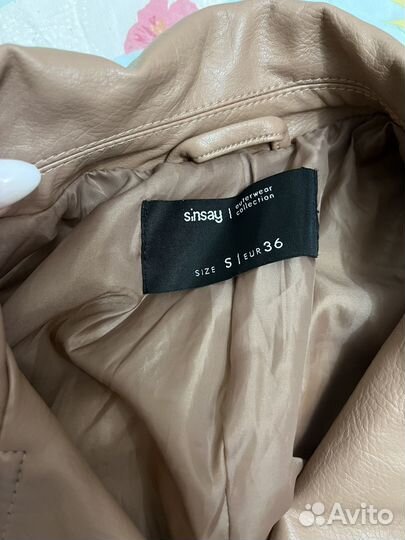 sinsay | outerwear
collection
SIZE S | EUR 36
Avito